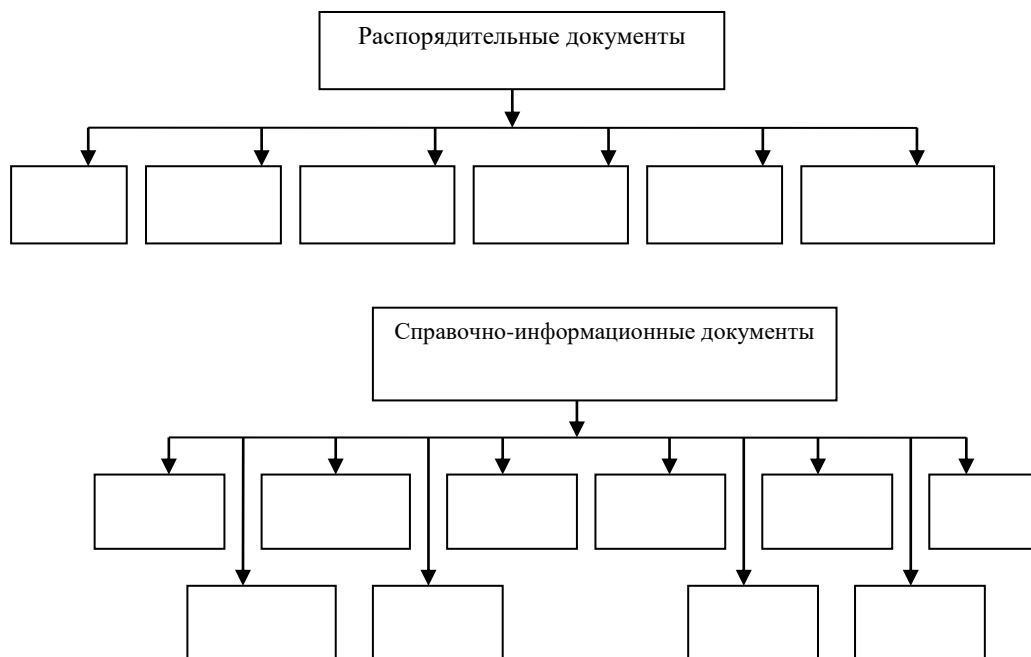 Распорядительные документы
Справочно-информационные документы